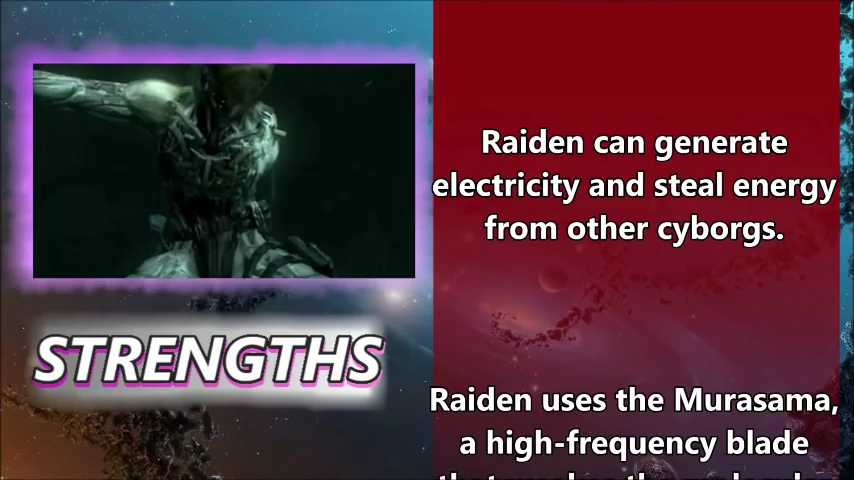 STRENGTHS
Raiden can generate
electricity and steal energy
from other cyborgs.
Raiden uses the Murasama,
a high-frequency blade